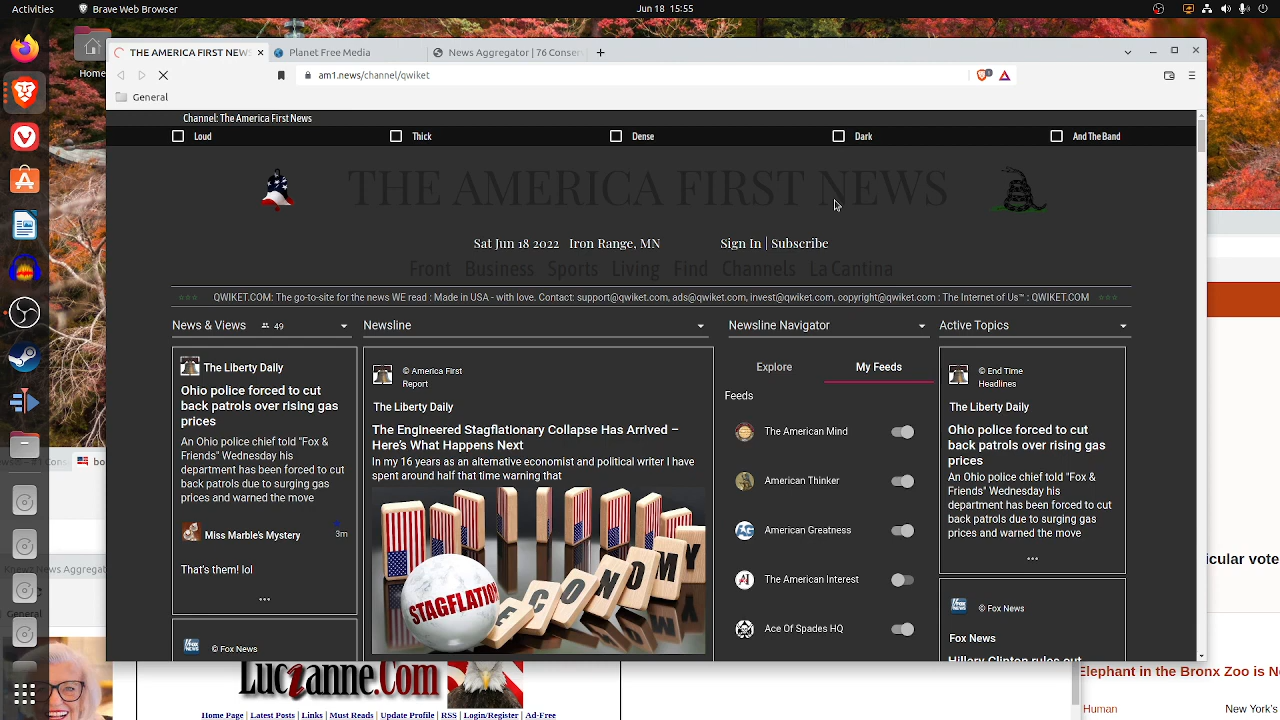 Activities
Brave Web Browser
Jun 18 15:55
Home
THE AMERICA FIRST NEWS
Planet Free Media
News Aggregator | 76 Conser
am1.news/channel/qwiket
General
Channel: The America First News
Loud
Thick
Dense
Dark
And The Band
THE AMERICA FIRST NEWS
Sat Jun 18 2022 Iron Range, MN
Sign In | Subscribe
Front Business Sports Living Find Channels La Cantina
QWIKET.COM: The go-to-site for the news WE read : Made in USA - with love. Contact: support@qwiket.com, ads@qwiket.com, invest@qwiket.com, copyright@qwiket.com : The Internet of Us™ : QWIKET.COM
News & Views 49
Newsline
Newsline Navigator
Active Topics
The Liberty Daily
Ohio police forced to cut
back patrols over rising gas
prices
An Ohio police chief told "Fox &
Friends" Wednesday his
department has been forced to cut
back patrols due to surging gas
prices and warned the move
Miss Marble's Mystery
3m
That's them! lol
© Fox News
© America First
Report
The Liberty Daily
The Engineered Stagflationary Collapse Has Arrived –
Here's What Happens Next
In my 16 years as an alternative economist and political writer I have
spent around half that time warning that
STAGFLATION
ECONOMY
Explore
My Feeds
Feeds
The American Mind
American Thinker
American Greatness
The American Interest
Ace Of Spades HQ
© End Time
Headlines
The Liberty Daily
Ohio police forced to cut
back patrols over rising gas
prices
An Ohio police chief told "Fox &
Friends" Wednesday his
department has been forced to cut
back patrols due to surging gas
prices and warned the move
© Fox News
Fox News
Hillary Clinton rules out
icular vote
Knewz News Aggregat
General
Lucianne.Com
Home Page | Latest Posts | Links | Must Reads | Update Profile | RSS | Login/Register | Ad-Free
Elephant in the Bronx Zoo is N
Human
New York's